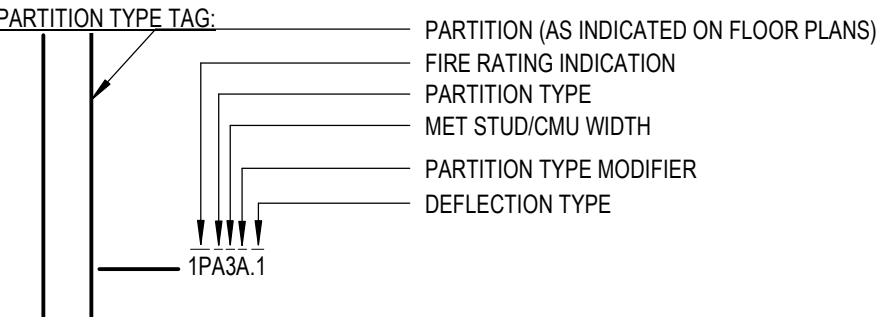 PARTITION TYPE TAG:
PARTITION (AS INDICATED ON FLOOR PLANS)
FIRE RATING INDICATION
PARTITION TYPE
MET STUD/CMU WIDTH
PARTITION TYPE MODIFIER
DEFLECTION TYPE
1PA3A.1